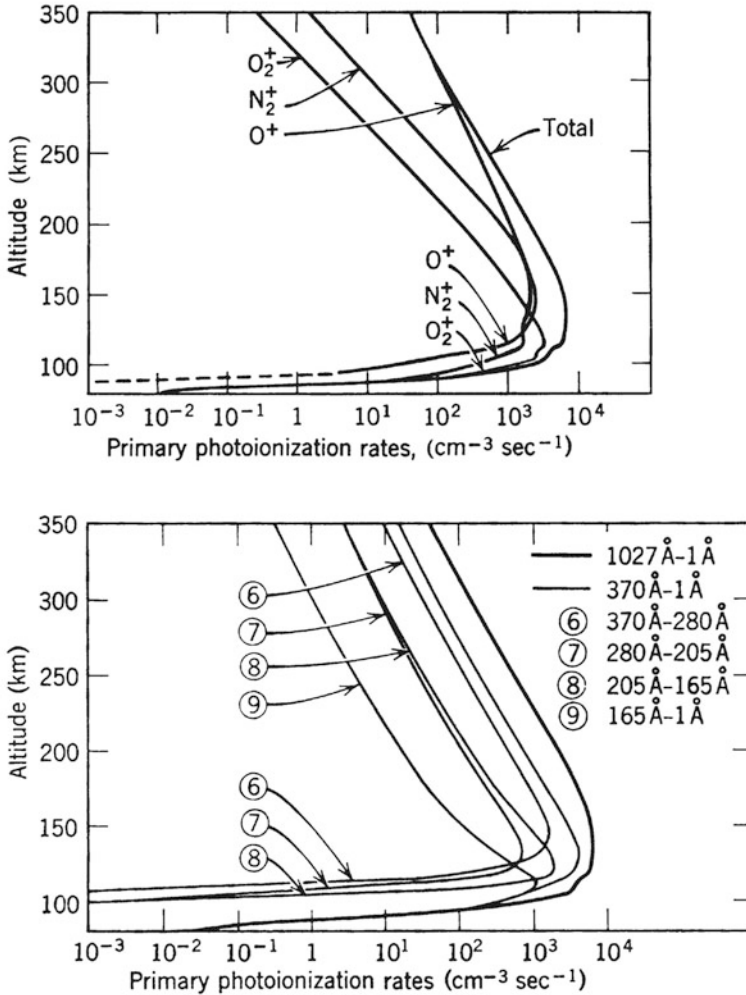 350
300
250
200
150
100
Altitude (km)
O₂⁺
N₂⁺
O⁺
Total
O⁺
N₂⁺
O₂⁺
10⁻³ 10⁻² 10⁻¹ 1 10¹ 10² 10³ 10⁴
Primary photoionization rates, (cm⁻³ sec⁻¹)
350
300
250
200
150
100
Altitude (km)
⑥
⑦
⑧
⑨
⑥
⑦
⑧
1027Å–1Å
370Å–1Å
⑥ 370Å–280Å
⑦ 280Å–205Å
⑧ 205Å–165Å
⑨ 165Å–1Å
10⁻³ 10⁻² 10⁻¹ 1 10¹ 10² 10³ 10⁴
Primary photoionization rates (cm⁻³ sec⁻¹)